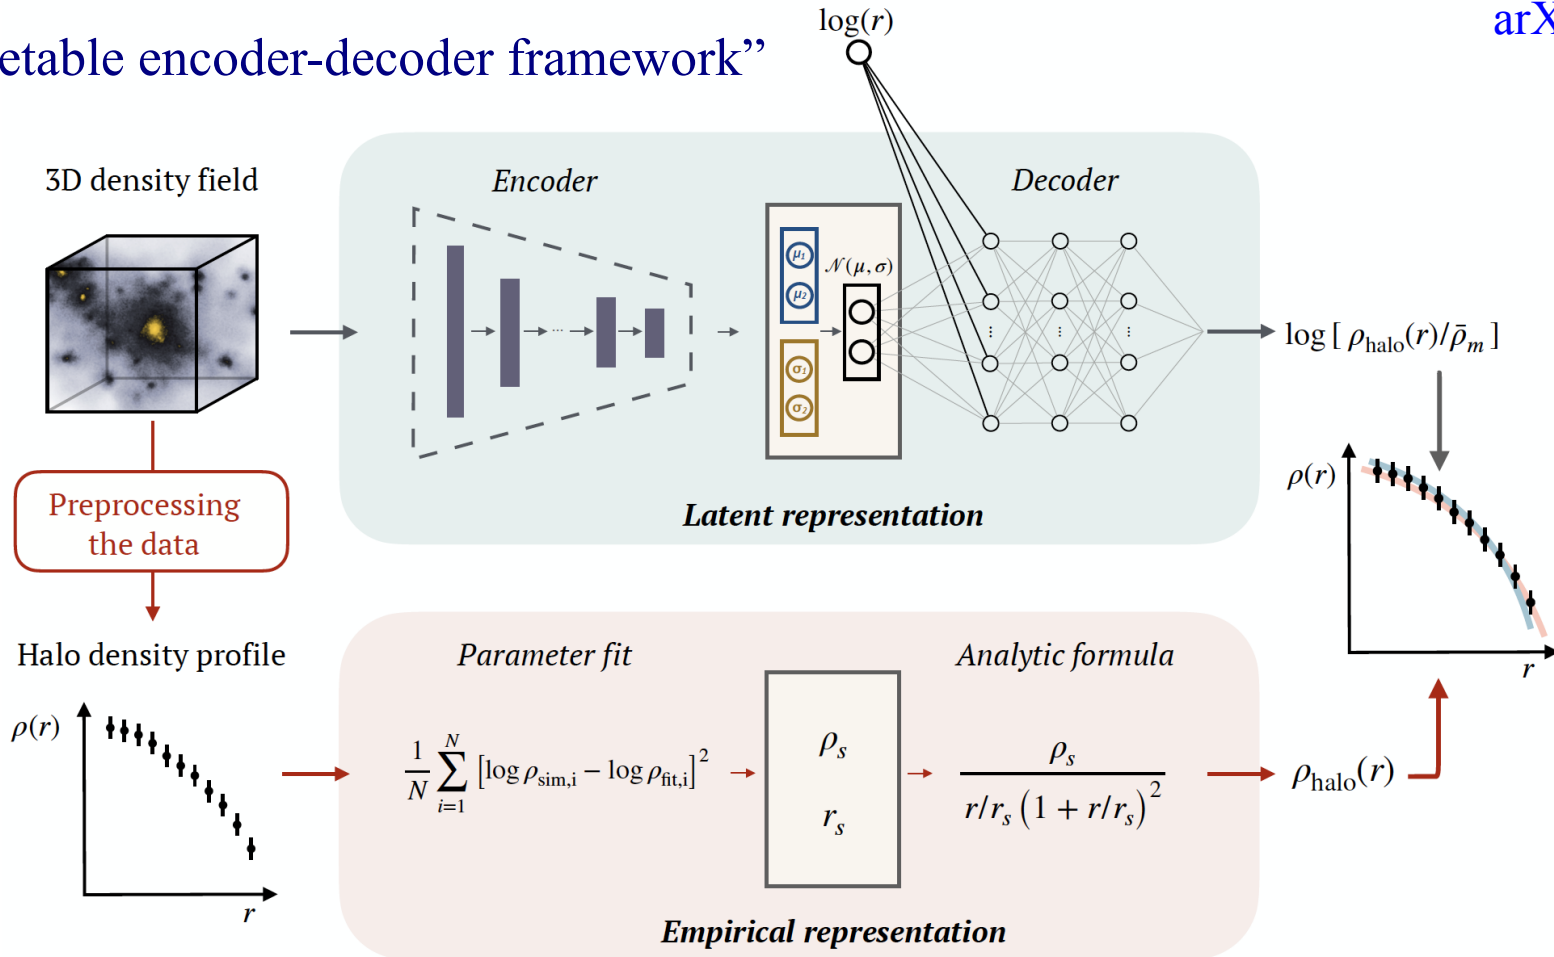 etable encoder-decoder framework”
arX
log(r)
3D density field
Encoder
Decoder
μ₁
μ₂
𝒩(μ, σ)
σ₁
σ₂
...
⋮ ⋮ ⋮
log [ ρ_halo(r)/ρ̄_m ]
Latent representation
Preprocessing
the data
ρ(r)
r
Halo density profile
ρ(r)
r
Parameter fit
Analytic formula
1/N ∑_{i=1}^{N} [log ρ_sim,i − log ρ_fit,i]²
ρ_s
r_s
ρ_s / r/r_s (1 + r/r_s)²
ρ_halo(r)
Empirical representation